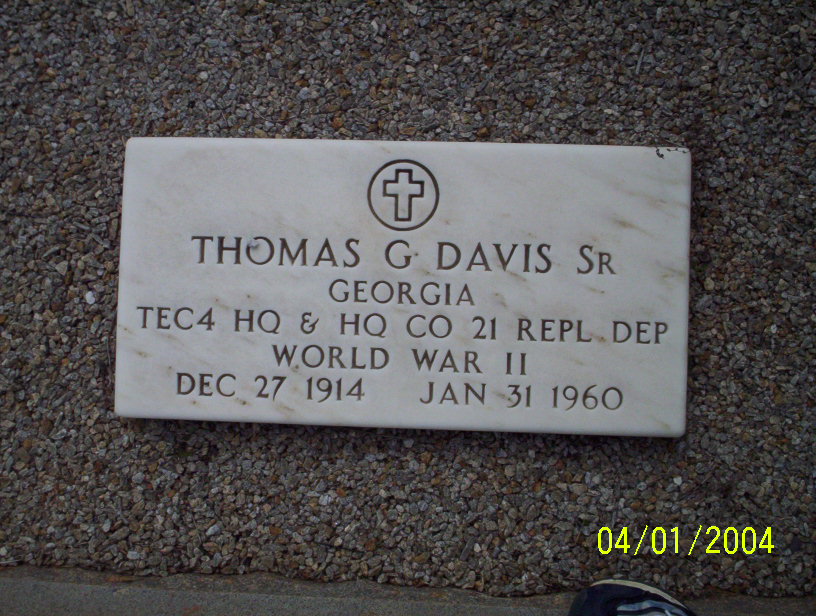 THOMAS G DAVIS SR
GEORGIA
TEC4 HQ & HQ CO 21 REPL DEP
WORLD WAR II
DEC 27 1914 JAN 31 1960
04/01/2004